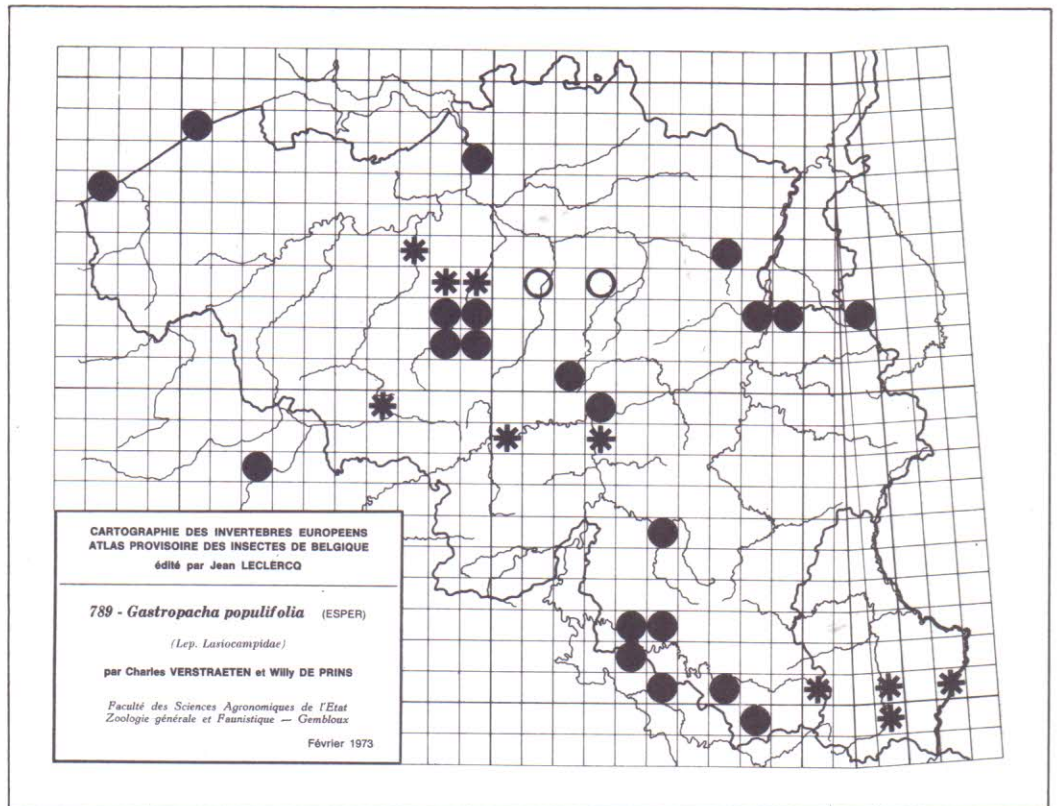 CARTOGRAPHIE DES INVERTEBRES EUROPEENS
ATLAS PROVISOIRE DES INSECTES DE BELGIQUE
édité par Jean LECLERCQ
789 - Gastropacha populifolia (ESPER)
(Lep. Lasiocampidae)
par Charles VERSTRAETEN et Willy DE PRINS
Faculté des Sciences Agronomiques de l'Etat
Zoologie générale et Faunistique — Gembloux
Février 1973